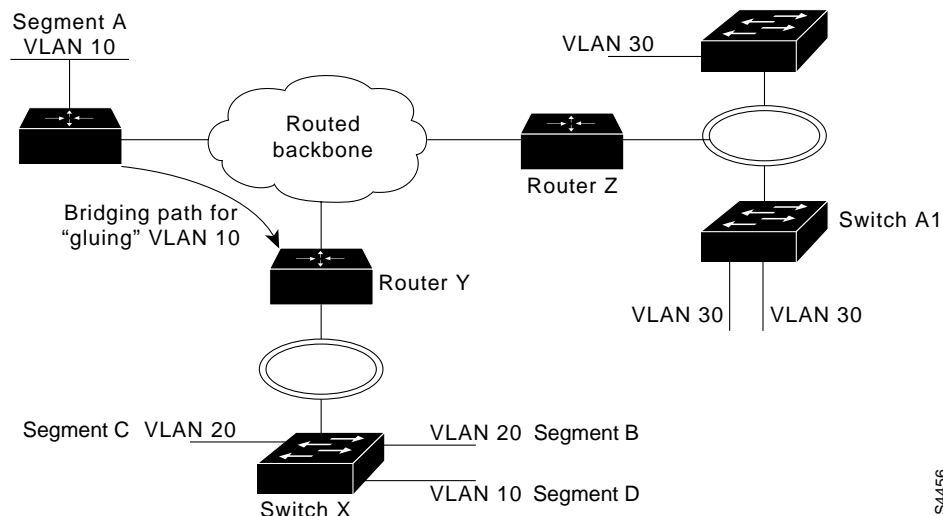 Segment A
VLAN 10
VLAN 30
Routed
backbone
Router Z
Bridging path for
“gluing” VLAN 10
Switch A1
Router Y
VLAN 30
VLAN 30
Segment C VLAN 20
VLAN 20 Segment B
VLAN 10 Segment D
Switch X
S4456